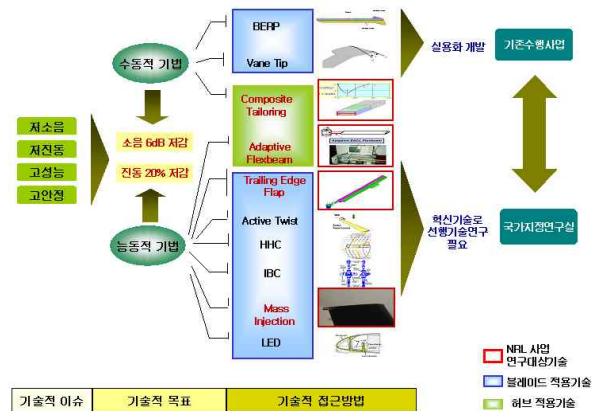 BERP
Vane Tip
수동적 기법
실용화 개발
기존수행사업
Composite
Tailoring
Adaptive
Flexbeam
저소음
저진동
고성능
고안정
소음 6dB 저감
진동 20% 저감
Trailing Edge
Flap
Active Twist
HHC
IBC
Mass
Injection
LED
능동적 기법
혁신기술로
선행기술연구
필요
국가지정연구실
NRL 사업
연구대상기술
블레이드 적용기술
허브 적용기술
기술적 이슈
기술적 목표
기술적 접근방법